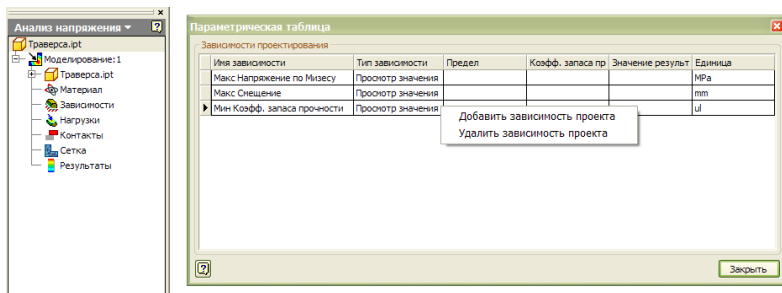 Анализ напряжения
Траверса.ipt
Моделирование:1
Траверса.ipt
Материал
Зависимости
Нагрузки
Контакты
Сетка
Результаты
Параметрическая таблица
Зависимости проектирования
Имя зависимости Тип зависимости Предел Коэфф. запаса пр Значение результ Единица
Макс Напряжение по Мизесу Просмотр значения MPa
Макс Смещение Просмотр значения mm
Мин Коэфф. запаса прочности Просмотр значения ul
Добавить зависимость проекта
Удалить зависимость проекта
Закрыть